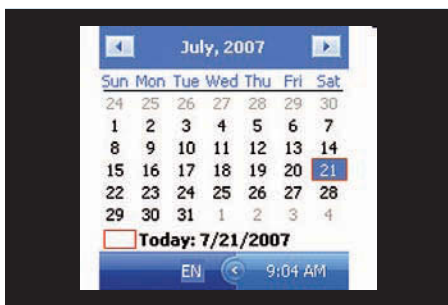 July, 2007
Sun Mon Tue Wed Thu Fri Sat
24 25 26 27 28 29 30
1 2 3 4 5 6 7
8 9 10 11 12 13 14
15 16 17 18 19 20 21
22 23 24 25 26 27 28
29 30 31 1 2 3 4
Today: 7/21/2007
EN 9:04 AM